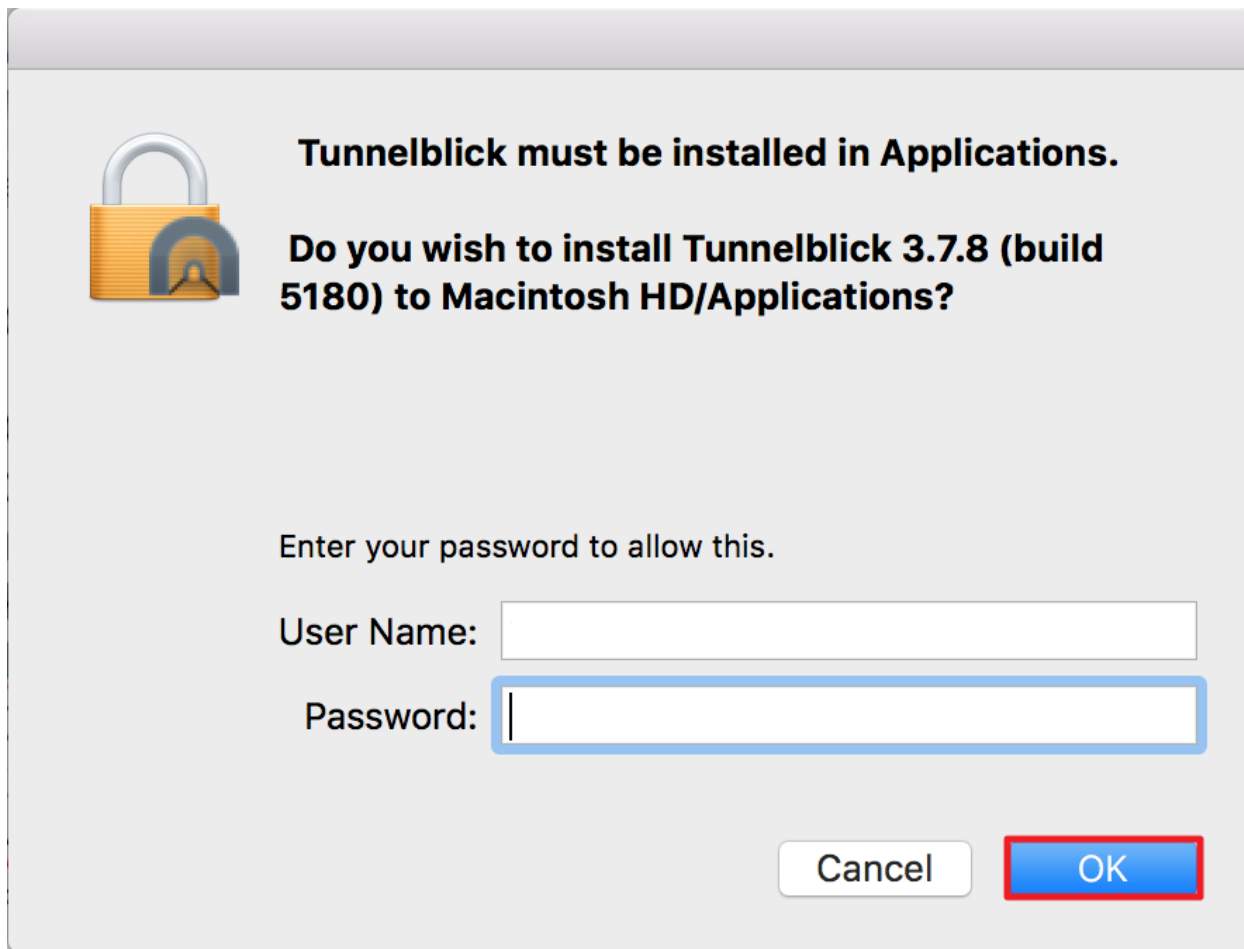 Tunnelblick must be installed in Applications.
Do you wish to install Tunnelblick 3.7.8 (build
5180) to Macintosh HD/Applications?
Enter your password to allow this.
User Name:
Password:
Cancel
OK